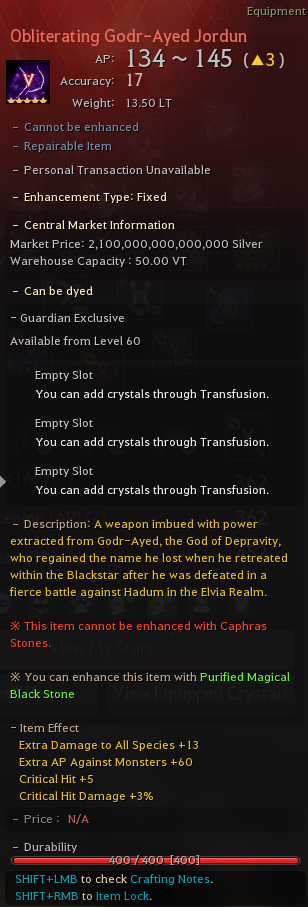 Equipment
Obliterating Godr-Ayed Jordun
AP: 134 ~ 145 (▲3)
Accuracy: 17
Weight: 13.50 LT
V
- Cannot be enhanced
- Repairable Item
- Personal Transaction Unavailable
- Enhancement Type: Fixed
- Central Market Information
Market Price: 2,100,000,000,000,000 Silver
Warehouse Capacity : 50.00 VT
- Can be dyed
- Guardian Exclusive
Available from Level 60
Empty Slot
You can add crystals through Transfusion.
Empty Slot
You can add crystals through Transfusion.
Empty Slot
You can add crystals through Transfusion.
- Description: A weapon imbued with power
extracted from Godr-Ayed, the God of Depravity,
who regained the name he lost when he retreated
within the Blackstar after he was defeated in a
fierce battle against Hadum in the Elvia Realm.
※ This item cannot be enhanced with Caphras
Stones.
View My Stats
※ You can enhance this item with Purified Magical
Black Stone
View Equipped Crystals
- Item Effect
Extra Damage to All Species +13
Extra AP Against Monsters +60
Critical Hit +5
Critical Hit Damage +3%
- Price : N/A
- Durability
400 / 400 [400]
SHIFT+LMB to check Crafting Notes.
SHIFT+RMB to Item Lock.